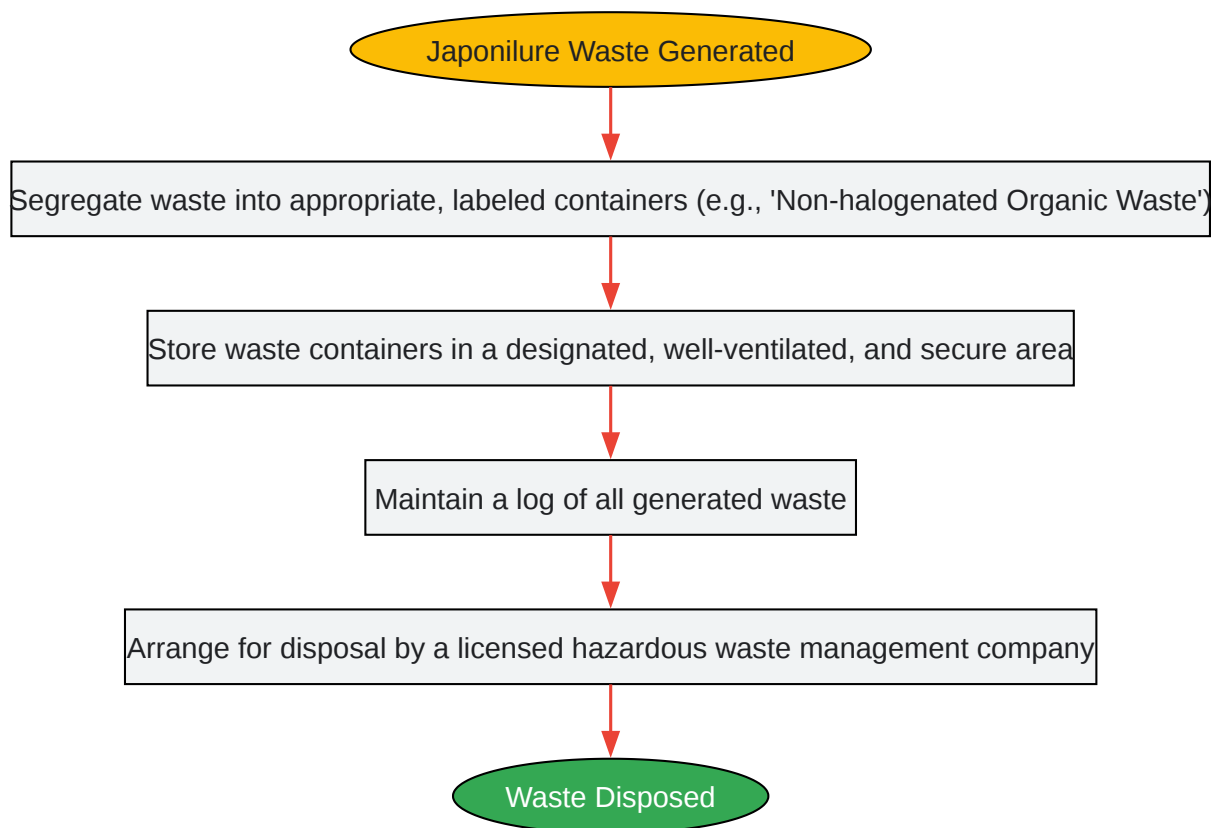 Japonilure Waste Generated
Segregate waste into appropriate, labeled containers (e.g., 'Non-halogenated Organic Waste')
Store waste containers in a designated, well-ventilated, and secure area
Maintain a log of all generated waste
Arrange for disposal by a licensed hazardous waste management company
Waste Disposed